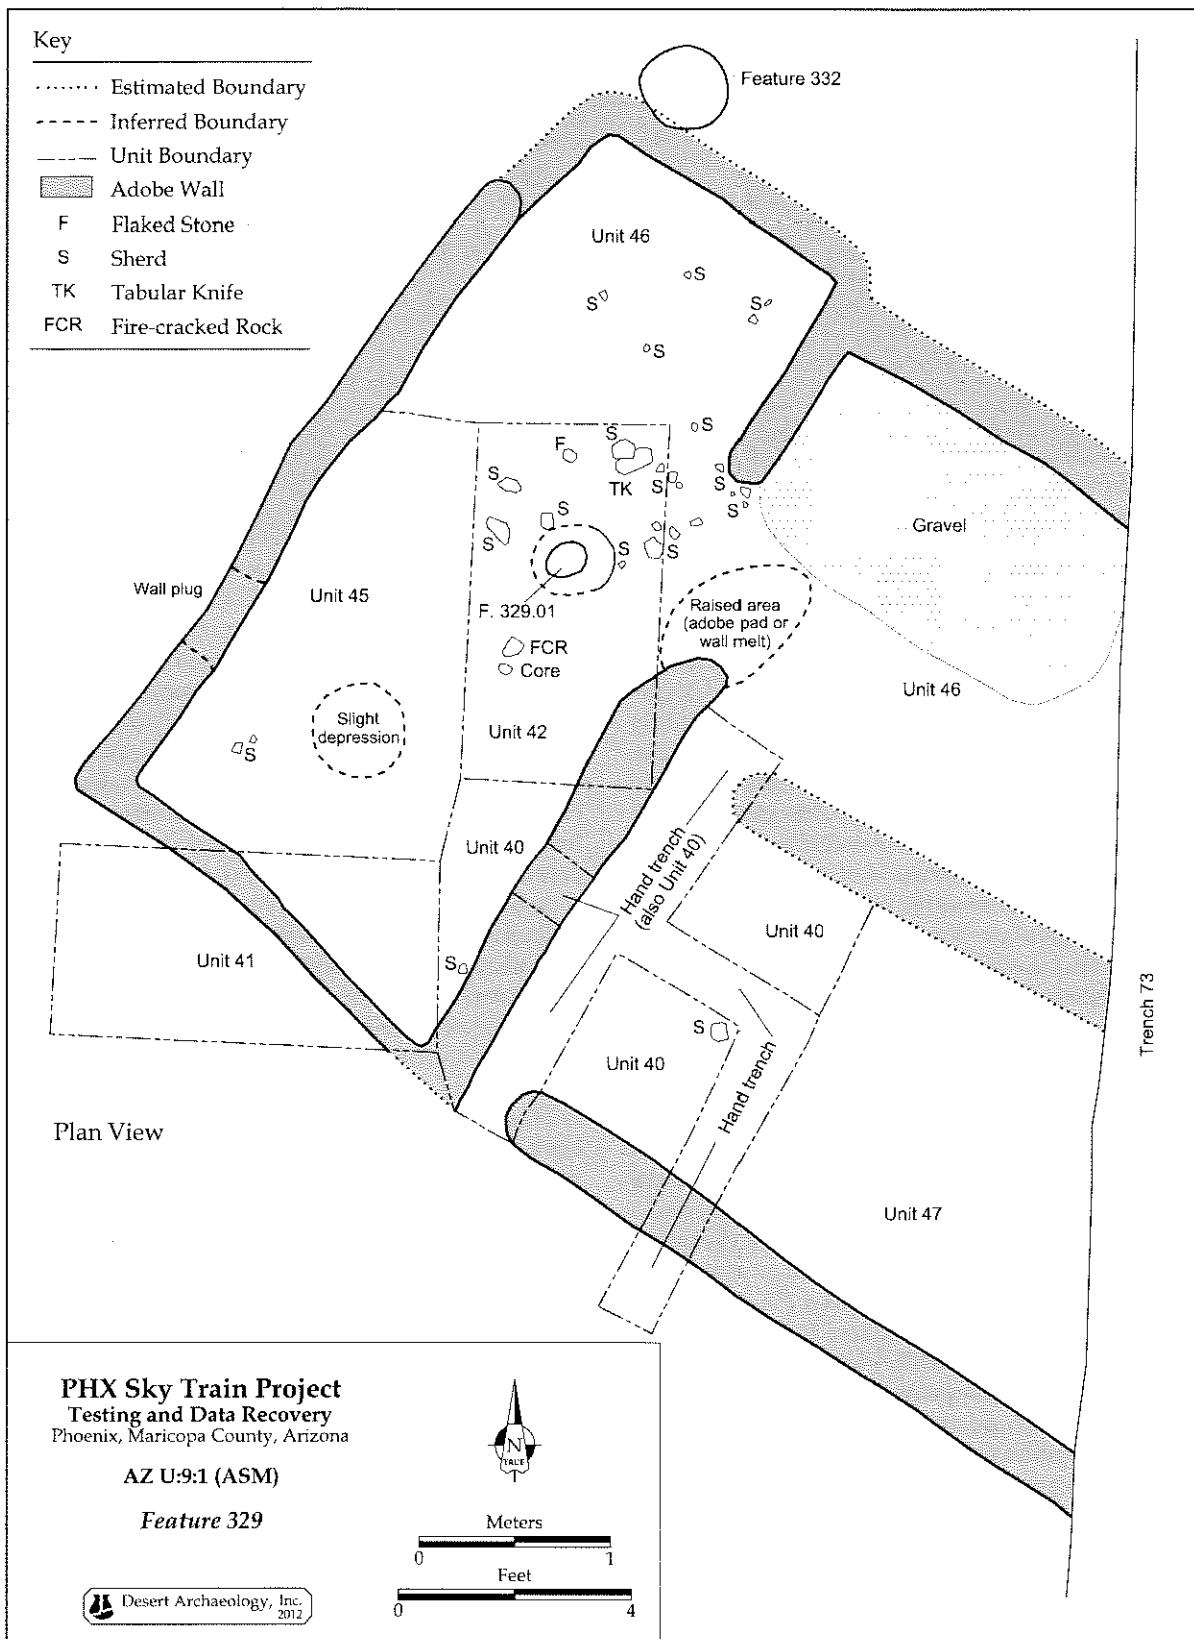 Key
Estimated Boundary
Inferred Boundary
Unit Boundary
Adobe Wall
F Flaked Stone
S Sherd
TK Tabular Knife
FCR Fire-cracked Rock
Feature 332
Unit 46
S
S
S
S
S
F
S
TK
S
S
S
S
S
S
S
S
Gravel
Wall plug
Unit 45
F. 329.01
Raised area
(adobe pad or
wall melt)
FCR
Core
Unit 46
Slight
depression
S
Unit 42
Unit 40
Hand trench
(also Unit 40)
Unit 40
Unit 41
S
S
Unit 40
Hand trench
Trench 73
Plan View
Unit 47
PHX Sky Train Project
Testing and Data Recovery
Phoenix, Maricopa County, Arizona
AZ U:9:1 (ASM)
Feature 329
N
Meters
0 1
Feet
0 4
Desert Archaeology, Inc.
2012